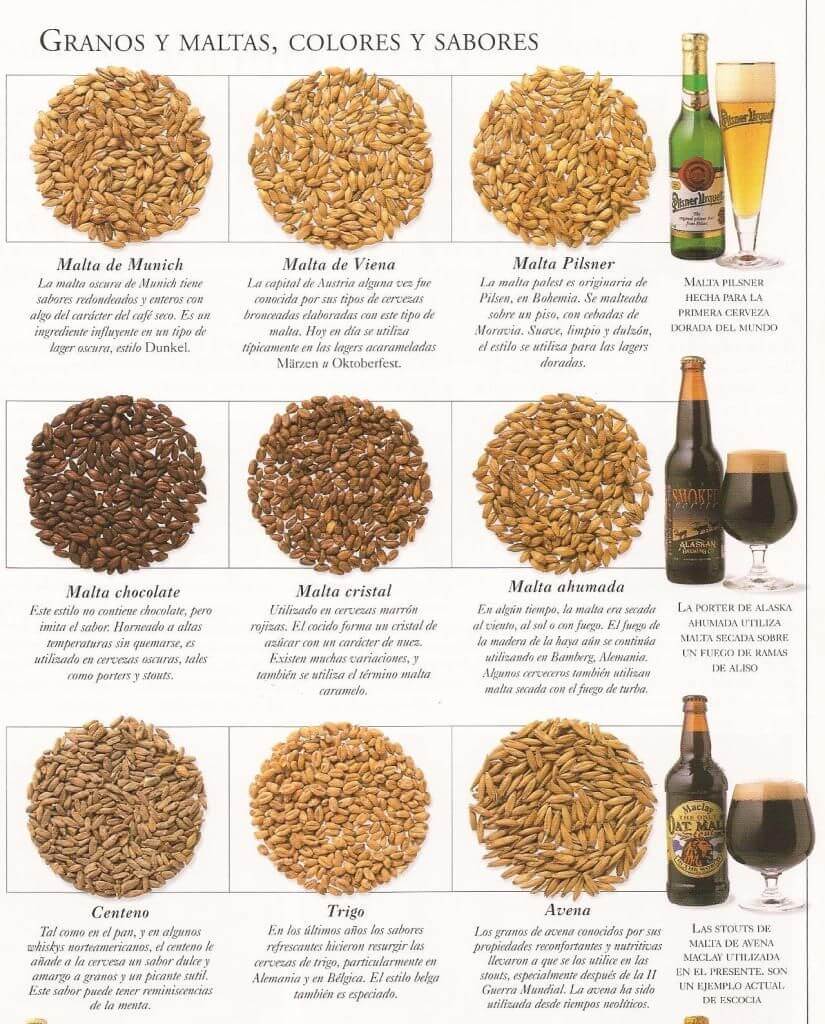 GRANOS Y MALTAS, COLORES Y SABORES
Pilsner Urquell
Pilsner Urquell
Malta de Munich
La malta oscura de Munich tiene
sabores redondeados y enteros con
algo del carácter del café seco. Es un
ingrediente influyente en un tipo de
lager oscura, estilo Dunkel.
Malta de Viena
La capital de Austria alguna vez fue
conocida por sus tipos de cervezas
bronceadas elaboradas con este tipo de
malta. Hoy en día se utiliza
típicamente en las lagers acarameladas
Märzen u Oktoberfest.
Malta Pilsner
La malta palest es originaria de
Pilsen, en Bohemia. Se malteaba
sobre un piso, con cebadas de
Moravia. Suave, limpio y dulzón,
el estilo se utiliza para las lagers
doradas.
MALTA PILSNER
HECHA PARA LA
PRIMERA CERVEZA
DORADA DEL MUNDO
SMOKED
ALASKAN
BREWING CO.
Malta chocolate
Este estilo no contiene chocolate, pero
imita el sabor. Horneado a altas
temperaturas sin quemarse, es
utilizado en cervezas oscuras, tales
como porters y stouts.
Malta cristal
Utilizado en cervezas marrón
rojizas. El cocido forma un cristal de
azúcar con un carácter de nuez.
Existen muchas variaciones, y
también se utiliza el término malta
caramelo.
Malta ahumada
En algún tiempo, la malta era secada
al viento, al sol o con fuego. El fuego de
la madera de la haya aún se continúa
utilizando en Bamberg, Alemania.
Algunos cerveceros también utilizan
malta secada con el fuego de turba.
LA PORTER DE ALASKA
AHUMADA UTILIZA
MALTA SECADA SOBRE
UN FUEGO DE RAMAS
DE ALISO
Maclay
THE ONLY
OAT MALT
Stout
IN THE WORLD
Centeno
Tal como en el pan, y en algunos
whiskys norteamericanos, el centeno le
añade a la cerveza un sabor dulce y
amargo a granos y un picante sutil.
Este sabor puede tener reminiscencias
de la menta.
Trigo
En los últimos años los sabores
refrescantes hicieron resurgir las
cervezas de trigo, particularmente en
Alemania y en Bélgica. El estilo belga
también es especiado.
Avena
Los granos de avena conocidos por sus
propiedades reconfortantes y nutritivas
llevaron a que se los utilice en las
stouts, especialmente después de la II
Guerra Mundial. La avena ha sido
utilizada desde tiempos neolíticos.
LAS STOUTS DE
MALTA DE AVENA
MACLAY UTILIZADA
EN EL PRESENTE. SON
UN EJEMPLO ACTUAL
DE ESCOCIA